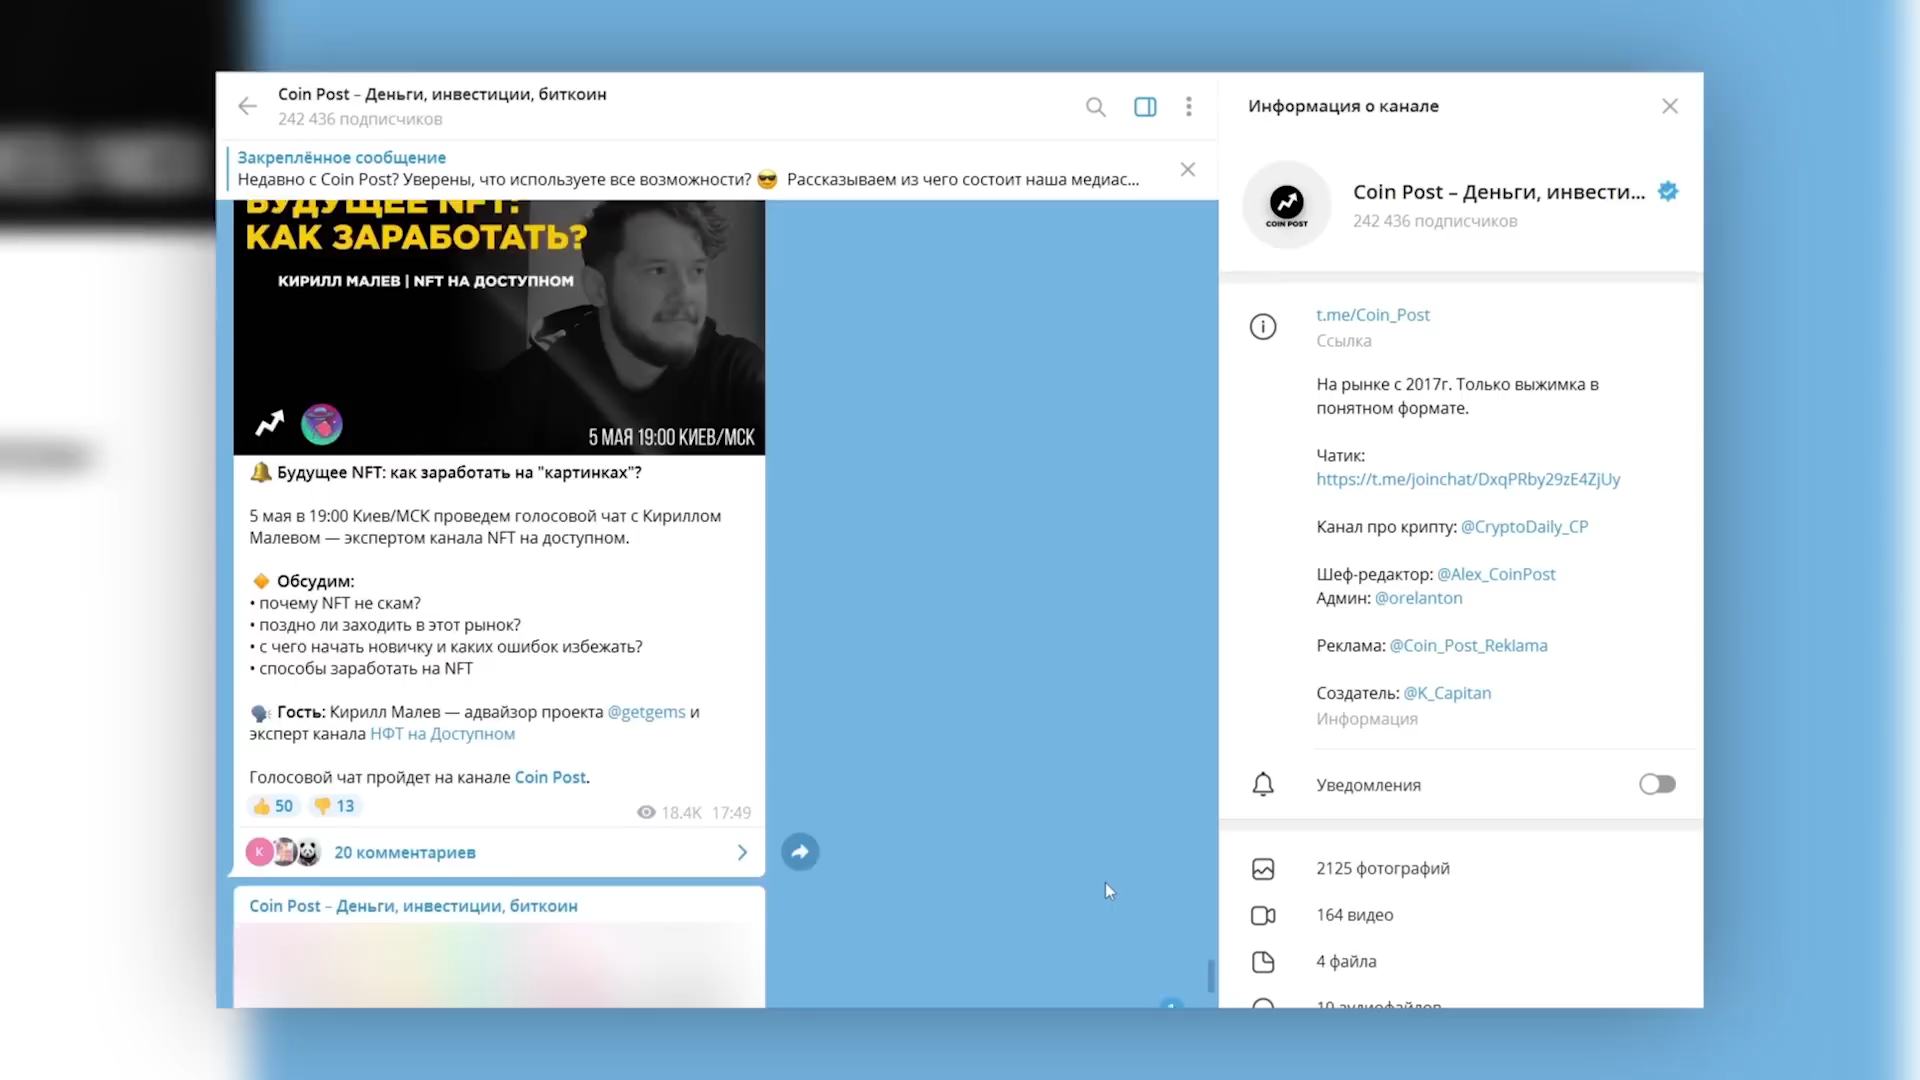 Coin Post – Деньги, инвестиции, биткоин
242 436 подписчиков
Закреплённое сообщение
Недавно с Coin Post? Уверены, что используете все возможности? 😎 Рассказываем из чего состоит наша медиас...
БУДУЩЕЕ NFT:
КАК ЗАРАБОТАТЬ?
КИРИЛЛ МАЛЕВ | NFT НА ДОСТУПНОМ
5 МАЯ 19:00 КИЕВ/МСК
🔔 Будущее NFT: как заработать на "картинках"?
5 мая в 19:00 Киев/МСК проведем голосовой чат с Кириллом
Малевом — экспертом канала NFT на доступном.
🔸 Обсудим:
• почему NFT не скам?
• поздно ли заходить в этот рынок?
• с чего начать новичку и каких ошибок избежать?
• способы заработать на NFT
🗣 Гость: Кирилл Малев — адвайзор проекта @getgems и
эксперт канала НФТ на Доступном
Голосовой чат пройдет на канале Coin Post.
👍 50 👎 13
18.4K 17:49
K
20 комментариев
Coin Post – Деньги, инвестиции, биткоин
Информация о канале
COIN POST
Coin Post – Деньги, инвести...
242 436 подписчиков
t.me/Coin_Post
Ссылка
На рынке с 2017г. Только выжимка в
понятном формате.
Чатик:
https://t.me/joinchat/DxqPRby29zE4ZjUy
Канал про крипту: @CryptoDaily_CP
Шеф-редактор: @Alex_CoinPost
Админ: @orelanton
Реклама: @Coin_Post_Reklama
Создатель: @K_Capitan
Информация
Уведомления
2125 фотографий
164 видео
4 файла
10 аудиофайлов